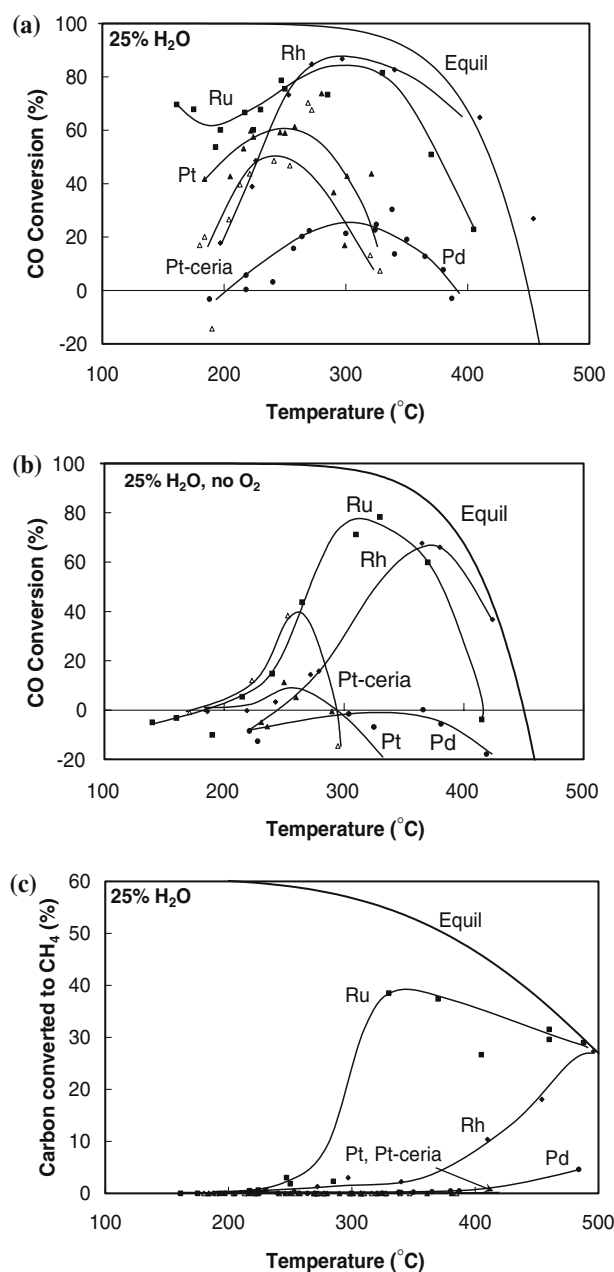 (a)
25% H₂O
100
80
60
40
20
0
-20
100
200
300
400
500
CO Conversion (%)
Temperature (°C)
Ru
Rh
Equil
Pt
Pt-ceria
Pd
(b)
25% H₂O, no O₂
100
80
60
40
20
0
-20
100
200
300
400
500
CO Conversion (%)
Temperature (°C)
Ru
Equil
Rh
Pt-ceria
Pt
Pd
(c)
25% H₂O
60
50
40
30
20
10
0
100
200
300
400
500
Carbon converted to CH₄ (%)
Temperature (°C)
Equil
Ru
Rh
Pt, Pt-ceria
Pd